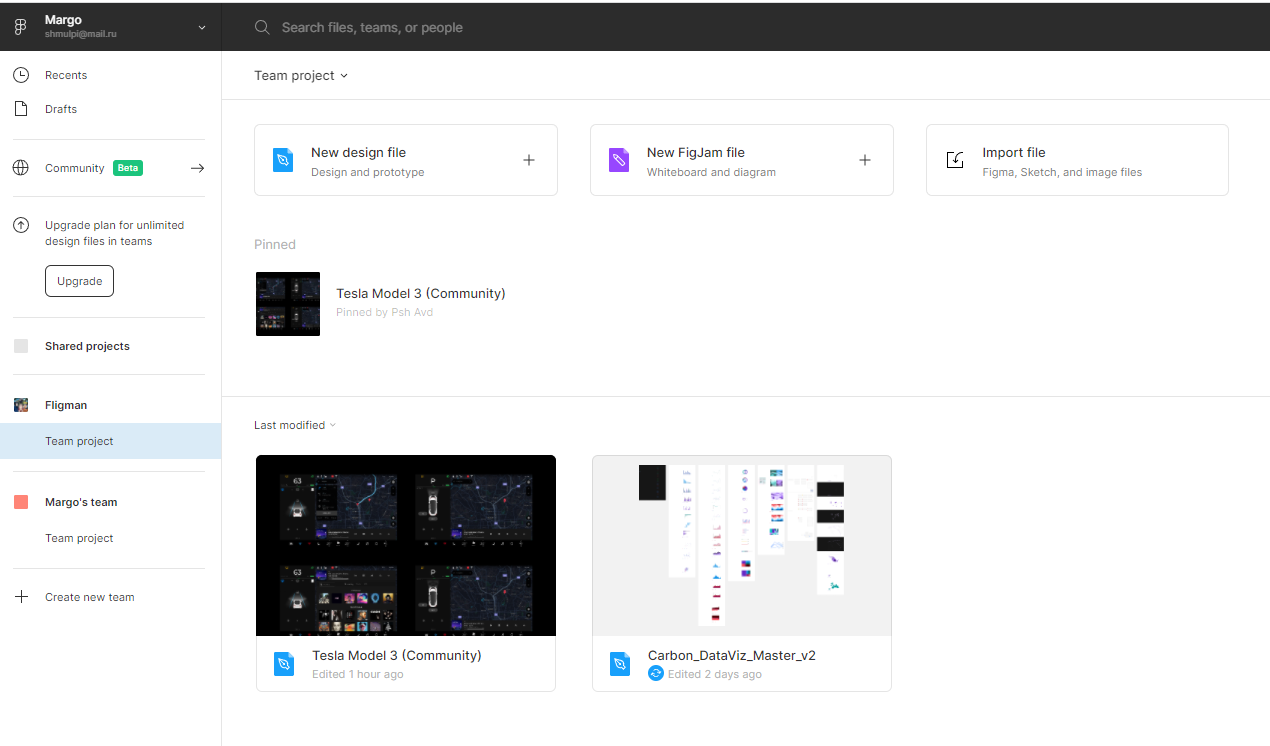 Margo
shmulpi@mail.ru
Search files, teams, or people
Recents
Drafts
Community Beta
Upgrade plan for unlimited
design files in teams
Upgrade
Shared projects
Fligman
Team project
Margo's team
Team project
Create new team
Team project
New design file
Design and prototype
New FigJam file
Whiteboard and diagram
Import file
Figma, Sketch, and image files
Pinned
Tesla Model 3 (Community)
Pinned by Psh Avd
Last modified
63
P
63
P
Tesla Model 3 (Community)
Edited 1 hour ago
Carbon_DataViz_Master_v2
Edited 2 days ago